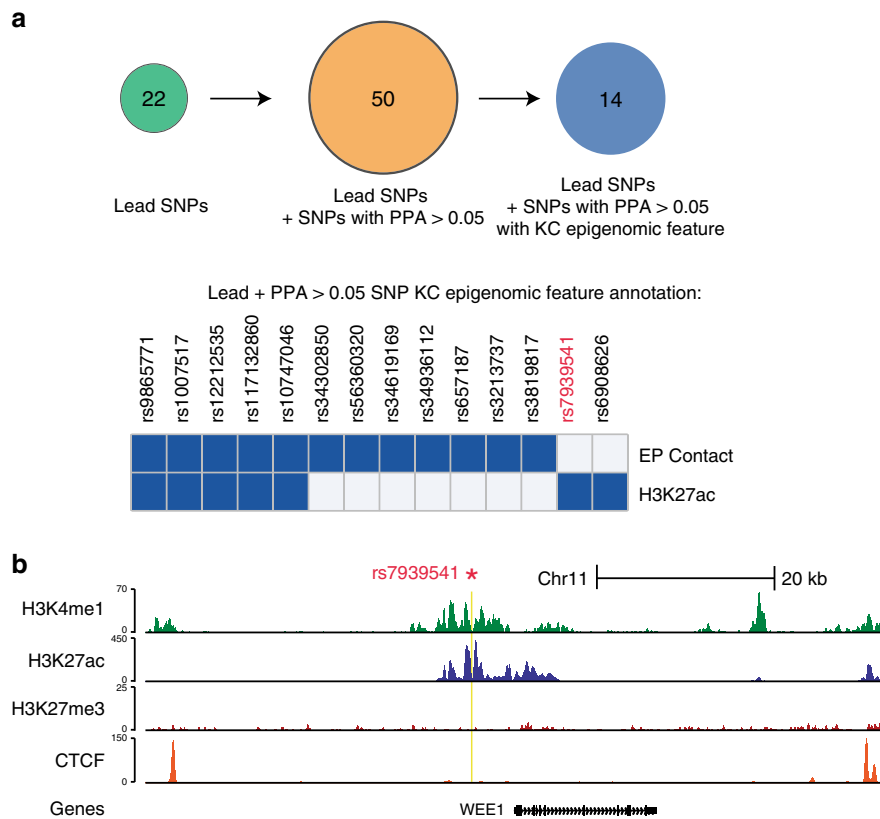 a
22
50
14
Lead SNPs
Lead SNPs
+ SNPs with PPA > 0.05
Lead SNPs
+ SNPs with PPA > 0.05
with KC epigenomic feature
Lead + PPA > 0.05 SNP KC epigenomic feature annotation:
rs9865771
rs1007517
rs12212535
rs117132860
rs10747046
rs34302850
rs56360320
rs34619169
rs34936112
rs657187
rs3213737
rs3819817
rs7939541
rs6908626
EP Contact
H3K27ac
b
rs7939541 *
Chr11
20 kb
H3K4me1
70
0
H3K27ac
450
0
H3K27me3
25
0
CTCF
150
0
Genes
WEE1